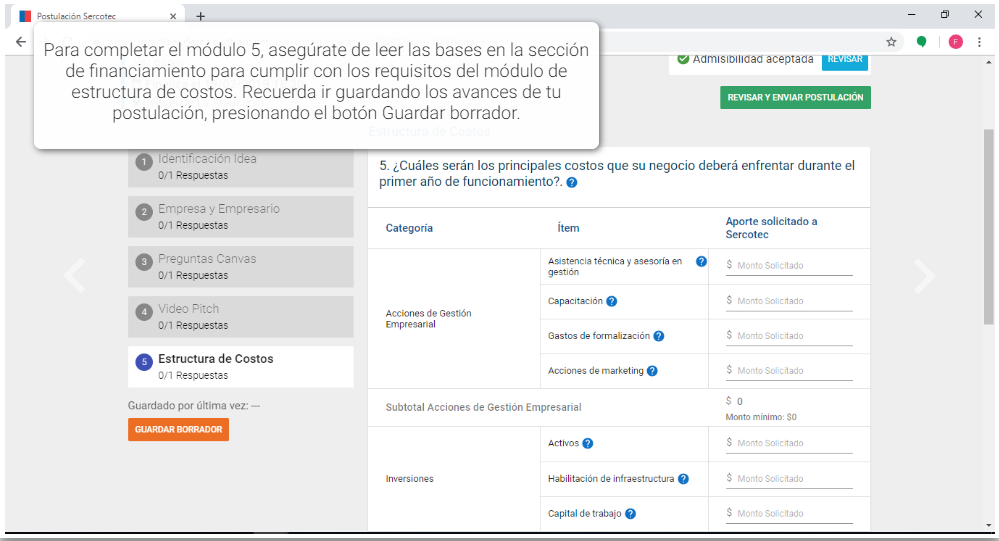 Postulación Sercotec
Para completar el módulo 5, asegúrate de leer las bases en la sección
de financiamiento para cumplir con los requisitos del módulo de
estructura de costos. Recuerda ir guardando los avances de tu
postulación, presionando el botón Guardar borrador.
F
Admisibilidad aceptada REVISAR
REVISAR Y ENVIAR POSTULACIÓN
Estructura de Costos
1 Identificación Idea
0/1 Respuestas
2 Empresa y Empresario
0/1 Respuestas
3 Preguntas Canvas
0/1 Respuestas
4 Video Pitch
0/1 Respuestas
5 Estructura de Costos
0/1 Respuestas
Guardado por última vez: ---
GUARDAR BORRADOR
5. ¿Cuáles serán los principales costos que su negocio deberá enfrentar durante el
primer año de funcionamiento?. ?
Categoría Ítem Aporte solicitado a
Sercotec
Acciones de Gestión
Empresarial
Asistencia técnica y asesoría en
gestión ? $ Monto Solicitado
Capacitación ? $ Monto Solicitado
Gastos de formalización ? $ Monto Solicitado
Acciones de marketing ? $ Monto Solicitado
Subtotal Acciones de Gestión Empresarial $ 0
Monto mínimo: $0
Inversiones
Activos ? $ Monto Solicitado
Habilitación de infraestructura ? $ Monto Solicitado
Capital de trabajo ? $ Monto Solicitado